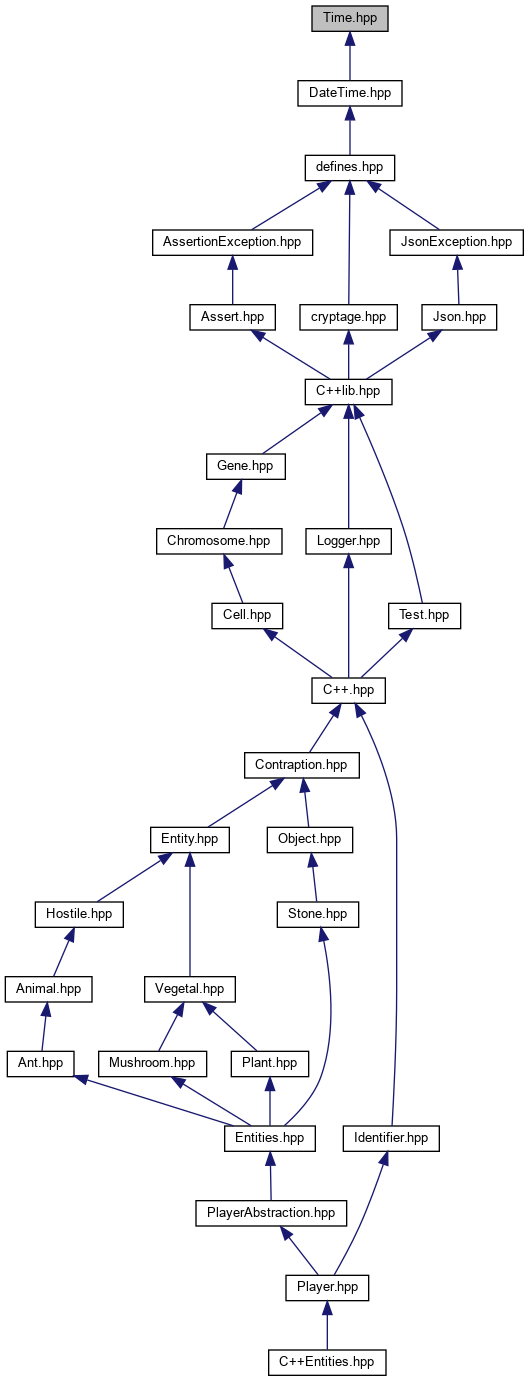 Time.hpp
DateTime.hpp
defines.hpp
AssertionException.hpp
JsonException.hpp
Assert.hpp
cryptage.hpp
Json.hpp
C++lib.hpp
Gene.hpp
Chromosome.hpp
Logger.hpp
Cell.hpp
Test.hpp
C++.hpp
Contraption.hpp
Entity.hpp
Object.hpp
Hostile.hpp
Stone.hpp
Animal.hpp
Vegetal.hpp
Ant.hpp
Mushroom.hpp
Plant.hpp
Entities.hpp
Identifier.hpp
PlayerAbstraction.hpp
Player.hpp
C++Entities.hpp